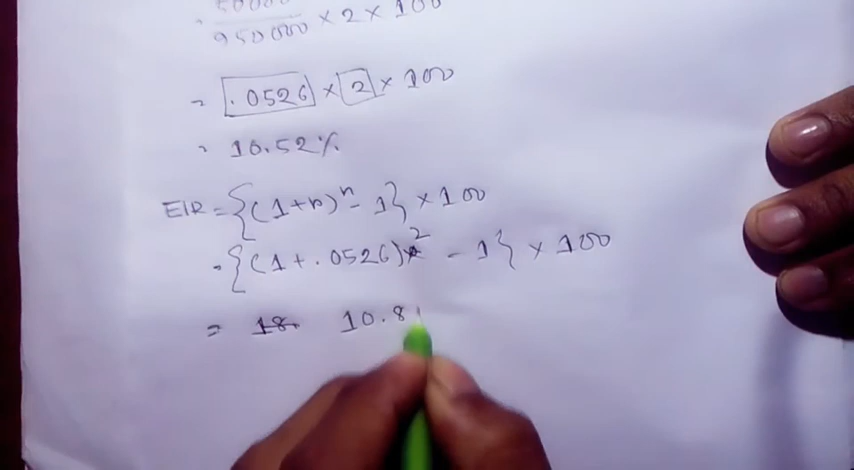 50000
950000 × 2 × 100
= .0526 × 2 × 100
= 10.52%
EIR = {(1+r)ⁿ - 1} × 100
= {(1 + .0526)² - 1} × 100
= 10.8